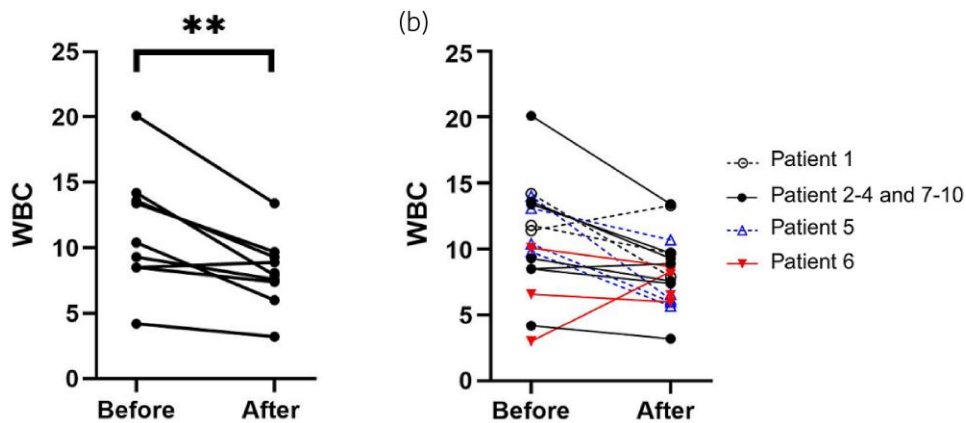 **
(b)
25
20
15
10
5
0
WBC
Before After
25
20
15
10
5
0
WBC
Before After
Patient 1
Patient 2-4 and 7-10
Patient 5
Patient 6